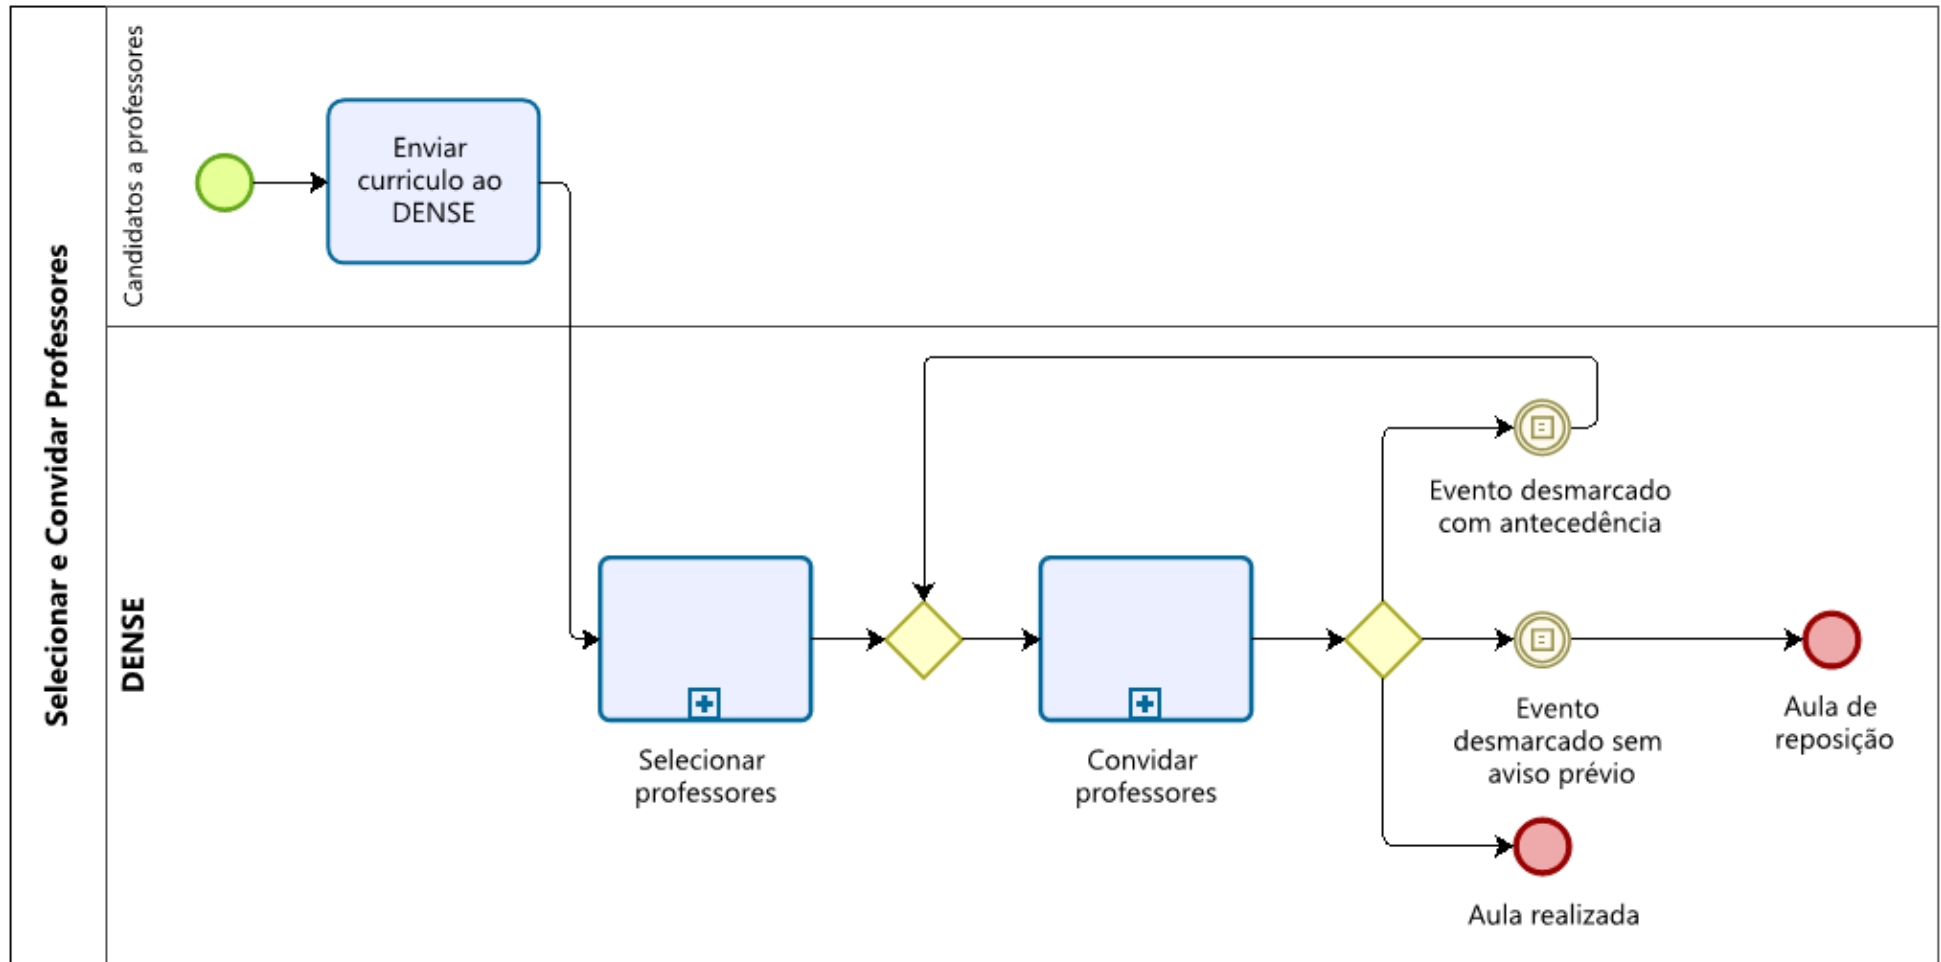 Selecionar e Convidar Professores
Candidatos a professores
Enviar
curriculo ao
DENSE
DENSE
Selecionar
professores
Convidar
professores
Evento desmarcado
com antecedência
Evento
desmarcado sem
aviso prévio
Aula de
reposição
Aula realizada